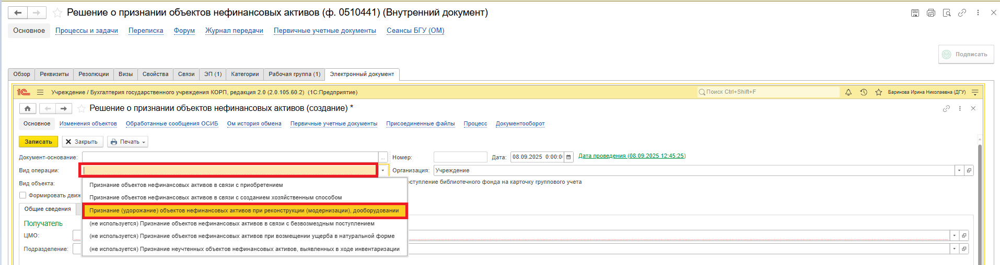 Решение о признании объектов нефинансовых активов (ф. 0510441) (Внутренний документ)
Основное Процессы и задачи Переписка Форум Журнал передачи Первичные учетные документы Сеансы БГУ (ОМ)
Подписать
Обзор Реквизиты Резолюции Визы Свойства Связи ЭП (1) Категории Рабочая группа (1) Электронный документ
1С Учреждение / Бухгалтерия государственного учреждения КОРП, редакция 2.0 (2.0.105.60.2) (1С:Предприятие) Поиск Ctrl+Shift+F Баринова Ирина Николаевна (ДГУ)
Решение о признании объектов нефинансовых активов (создание) *
Основное Изменения объектов Обработанные сообщения ОСИБ Ом история обмена Первичные учетные документы Присоединенные файлы Процесс Документооборот
Записать Закрыть Печать
Документ-основание: ... Номер: Дата: 08.09.2025 0:00:0 Дата проведения (08.09.2025 12:45:25)
Вид операции: Организация: Учреждение
Вид объекта: оступление библиотечного фонда на карточку группового учета
Признание объектов нефинансовых активов в связи с приобретением
Формировать движ
Признание объектов нефинансовых активов в связи с созданием хозяйственным способом
Общие сведения
Признание (удорожание) объектов нефинансовых активов при реконструкции (модернизации), дооборудовании
Получатель
(не используется) Признание объектов нефинансовых активов в связи с безвозмездным поступлением
ЦМО:
(не используется) Признание объектов нефинансовых активов при возмещении ущерба в натуральной форме
Подразделение:
(не используется) Признание неучтенных объектов нефинансовых активов, выявленных в ходе инвентаризации